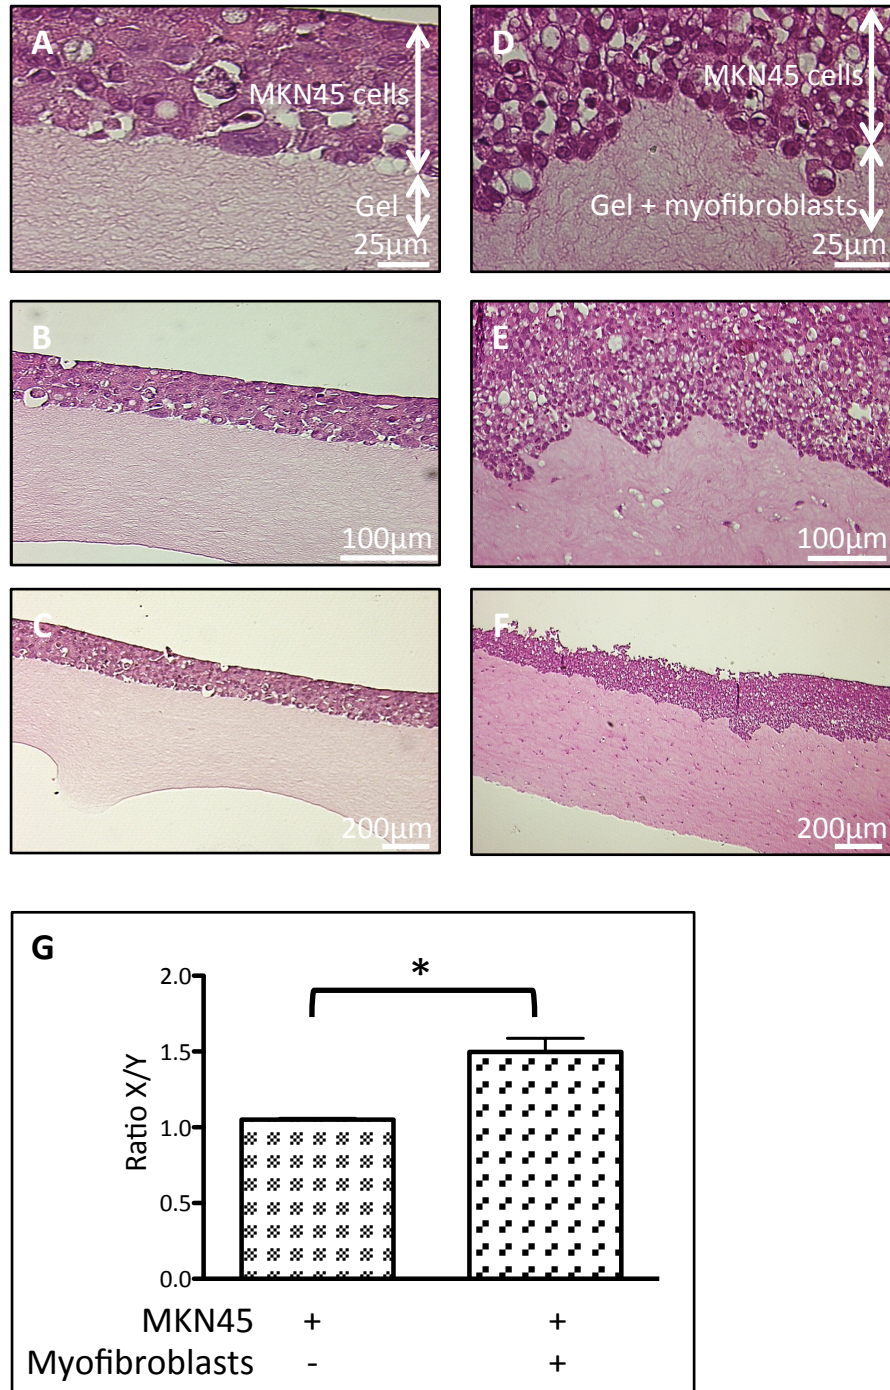 A
MKN45 cells
Gel
25μm
D
MKN45 cells
Gel + myofibroblasts
25μm
B
100μm
E
100μm
C
200μm
F
200μm
G
*
2.0
1.5
1.0
0.5
0.0
Ratio X/Y
MKN45 + +
Myofibroblasts - +